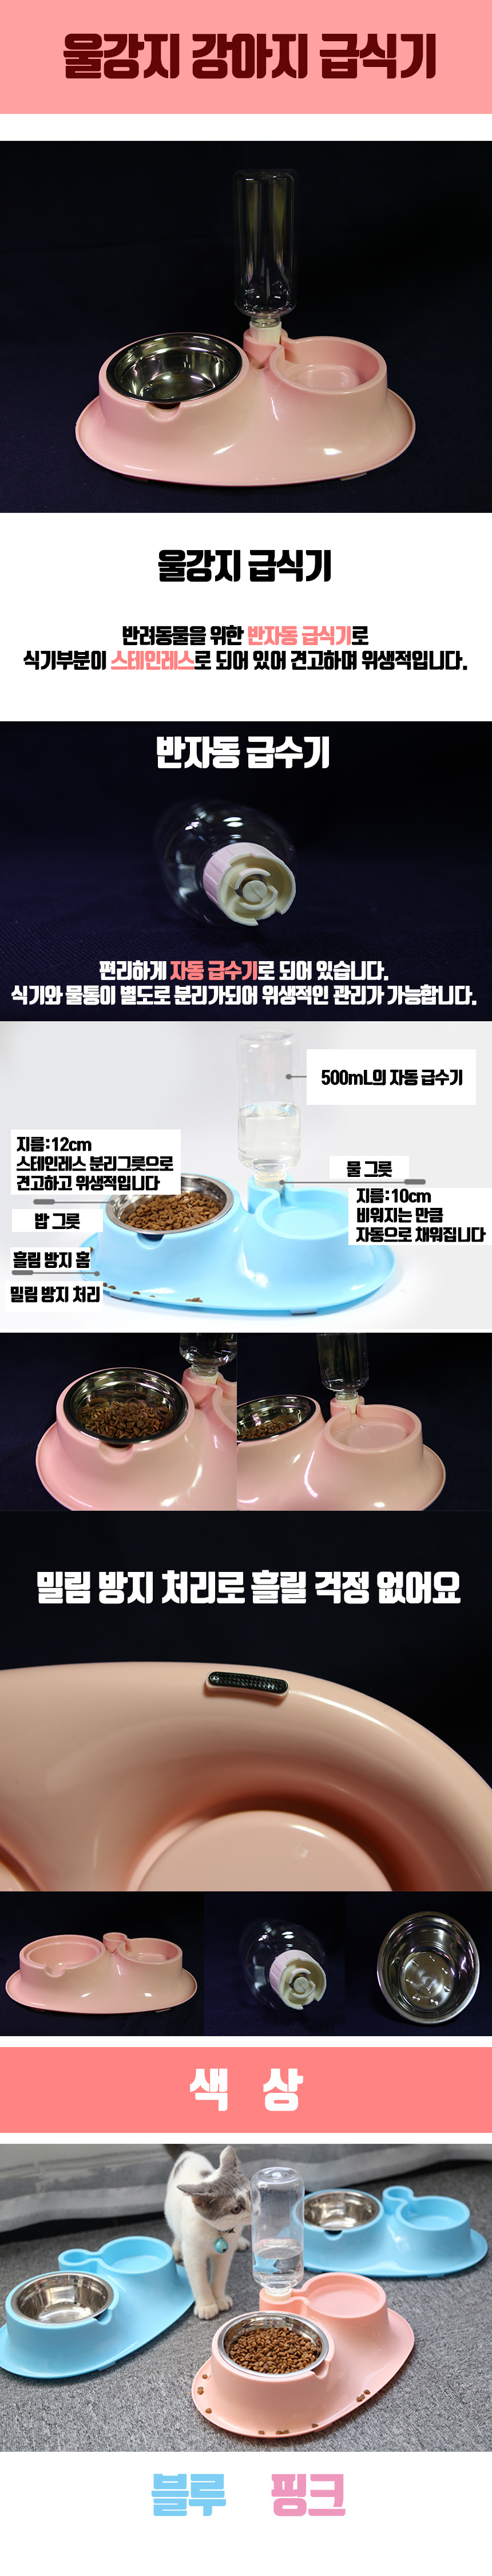 울강지 강아지 급식기
울강지 급식기
반려동물을 위한 반자동 급식기로
식기부분이 스테인레스로 되어 있어 견고하며 위생적입니다.
반자동 급수기
편리하게 자동 급수기로 되어 있습니다.
식기와 물통이 별도로 분리가되어 위생적인 관리가 가능합니다.
500mL의 자동 급수기
지름:12cm
스테인레스 분리그릇으로
견고하고 위생적입니다
밥 그릇
물 그릇
지름:10cm
비워지는 만큼
자동으로 채워집니다
흘림 방지 홈
밀림 방지 처리
밀림 방지 처리로 흘릴 걱정 없어요
색 상
블루 핑크